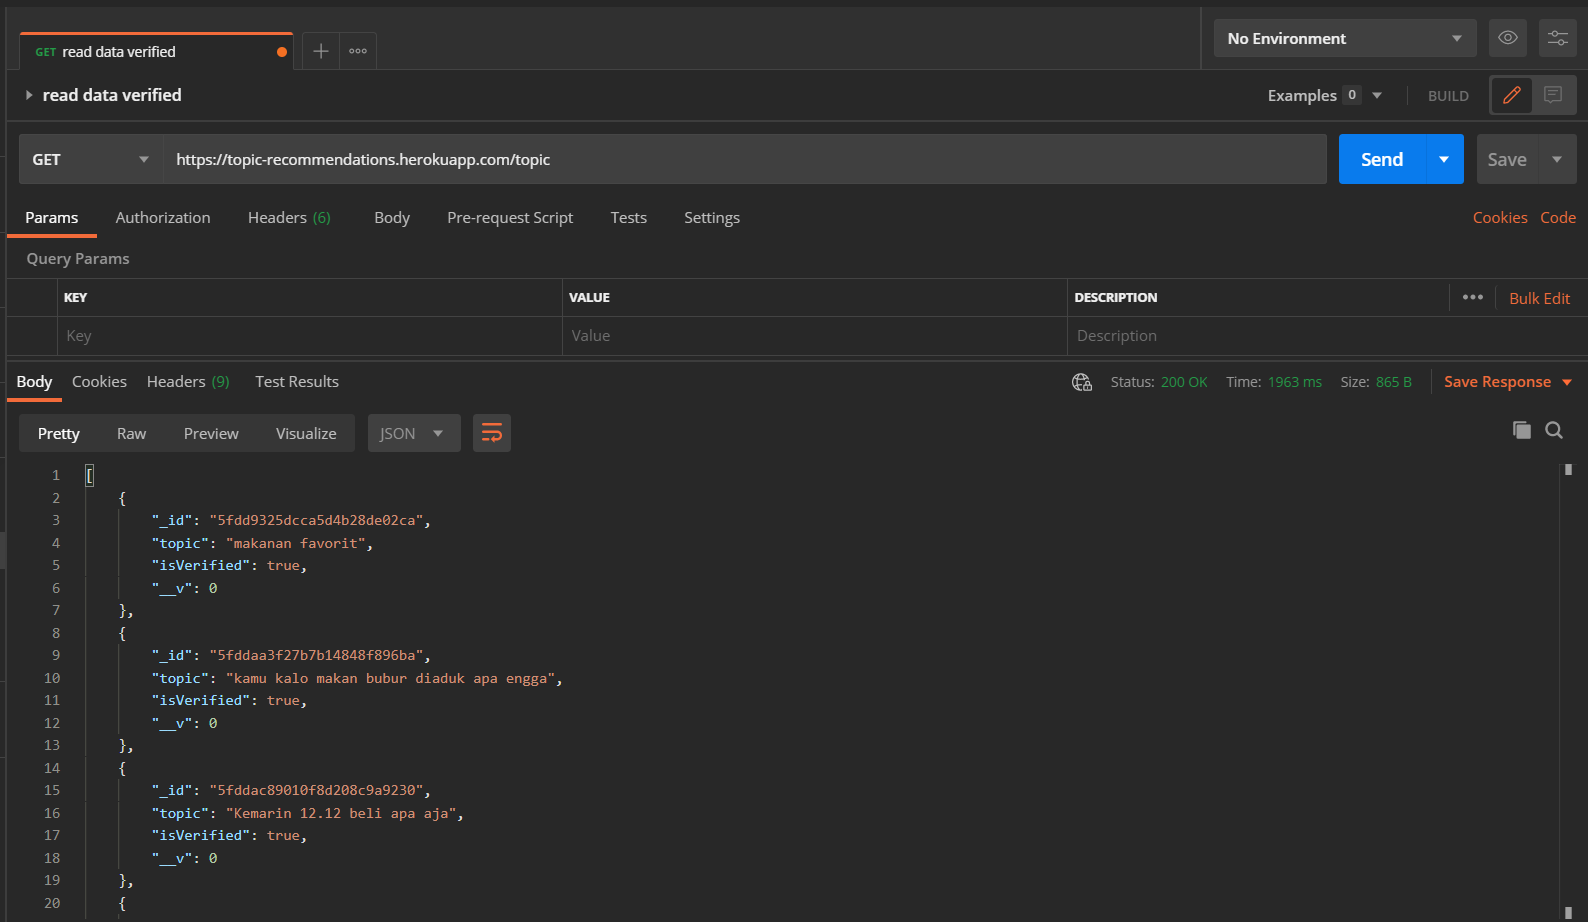 GET read data verified
No Environment
read data verified
Examples 0
BUILD
GET
https://topic-recommendations.herokuapp.com/topic
Send
Save
Params Authorization Headers (6) Body Pre-request Script Tests Settings
Cookies Code
Query Params
KEY VALUE DESCRIPTION
Bulk Edit
Key Value Description
Body Cookies Headers (9) Test Results
Status: 200 OK Time: 1963 ms Size: 865 B
Save Response
Pretty Raw Preview Visualize JSON
1 [
2 {
3 "_id": "5fdd9325dcca5d4b28de02ca",
4 "topic": "makanan favorit",
5 "isVerified": true,
6 "__v": 0
7 },
8 {
9 "_id": "5fddaa3f27b7b14848f896ba",
10 "topic": "kamu kalo makan bubur diaduk apa engga",
11 "isVerified": true,
12 "__v": 0
13 },
14 {
15 "_id": "5fddac89010f8d208c9a9230",
16 "topic": "Kemarin 12.12 beli apa aja",
17 "isVerified": true,
18 "__v": 0
19 },
20 {